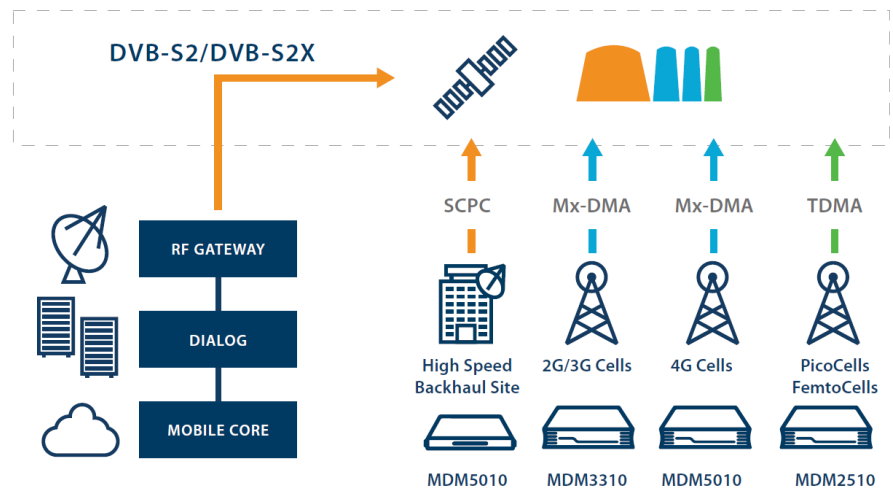 DVB-S2/DVB-S2X
SCPC
Mx-DMA
Mx-DMA
TDMA
RF GATEWAY
DIALOG
MOBILE CORE
High Speed
Backhaul Site
2G/3G Cells
4G Cells
PicoCells
FemtoCells
MDM5010
MDM3310
MDM5010
MDM2510